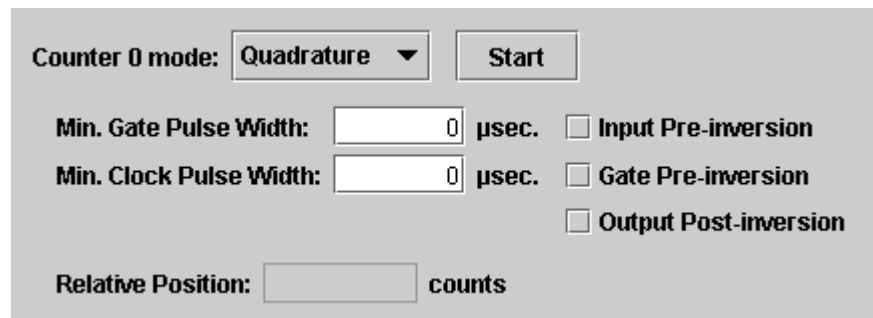 Counter 0 mode: Quadrature Start
Min. Gate Pulse Width: 0 µsec. Input Pre-inversion
Min. Clock Pulse Width: 0 µsec. Gate Pre-inversion
Output Post-inversion
Relative Position: counts